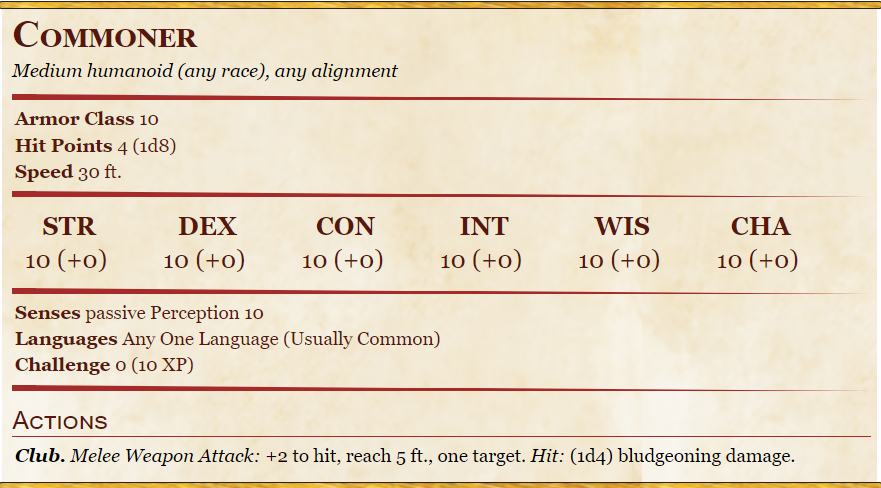 Commoner
Medium humanoid (any race), any alignment
Armor Class 10
Hit Points 4 (1d8)
Speed 30 ft.
STR DEX CON INT WIS CHA
10 (+0) 10 (+0) 10 (+0) 10 (+0) 10 (+0) 10 (+0)
Senses passive Perception 10
Languages Any One Language (Usually Common)
Challenge 0 (10 XP)
Actions
Club. Melee Weapon Attack: +2 to hit, reach 5 ft., one target. Hit: (1d4) bludgeoning damage.